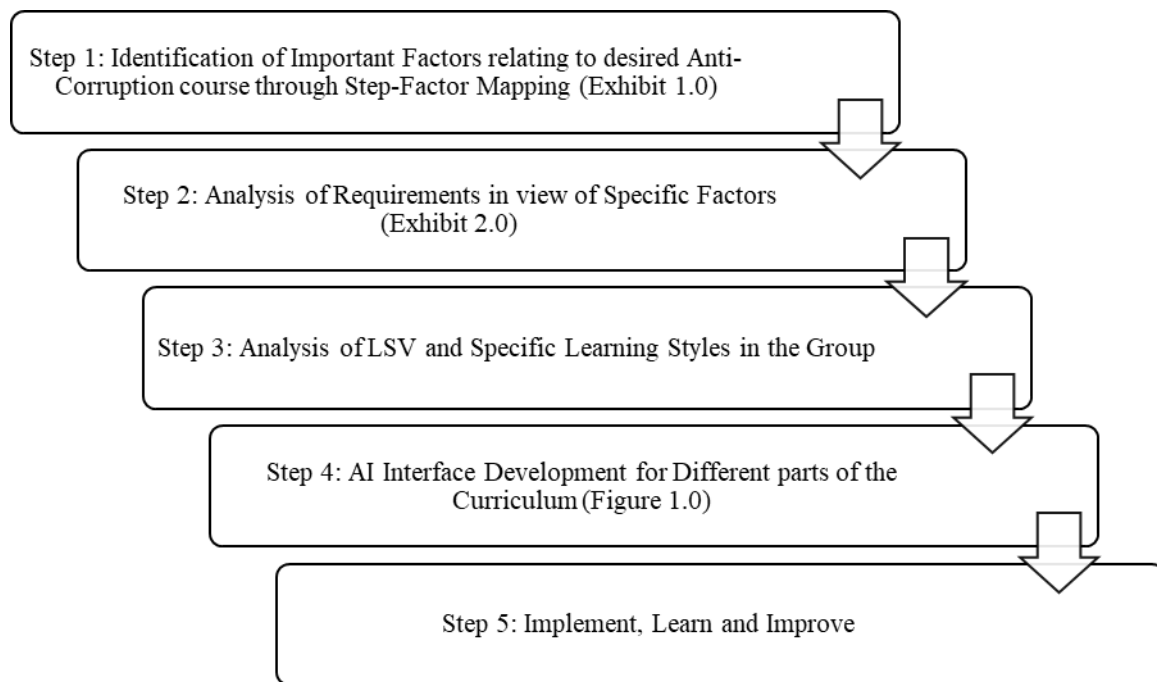 Step 1: Identification of Important Factors relating to desired Anti-
Corruption course through Step-Factor Mapping (Exhibit 1.0)
Step 2: Analysis of Requirements in view of Specific Factors
(Exhibit 2.0)
Step 3: Analysis of LSV and Specific Learning Styles in the Group
Step 4: AI Interface Development for Different parts of the
Curriculum (Figure 1.0)
Step 5: Implement, Learn and Improve